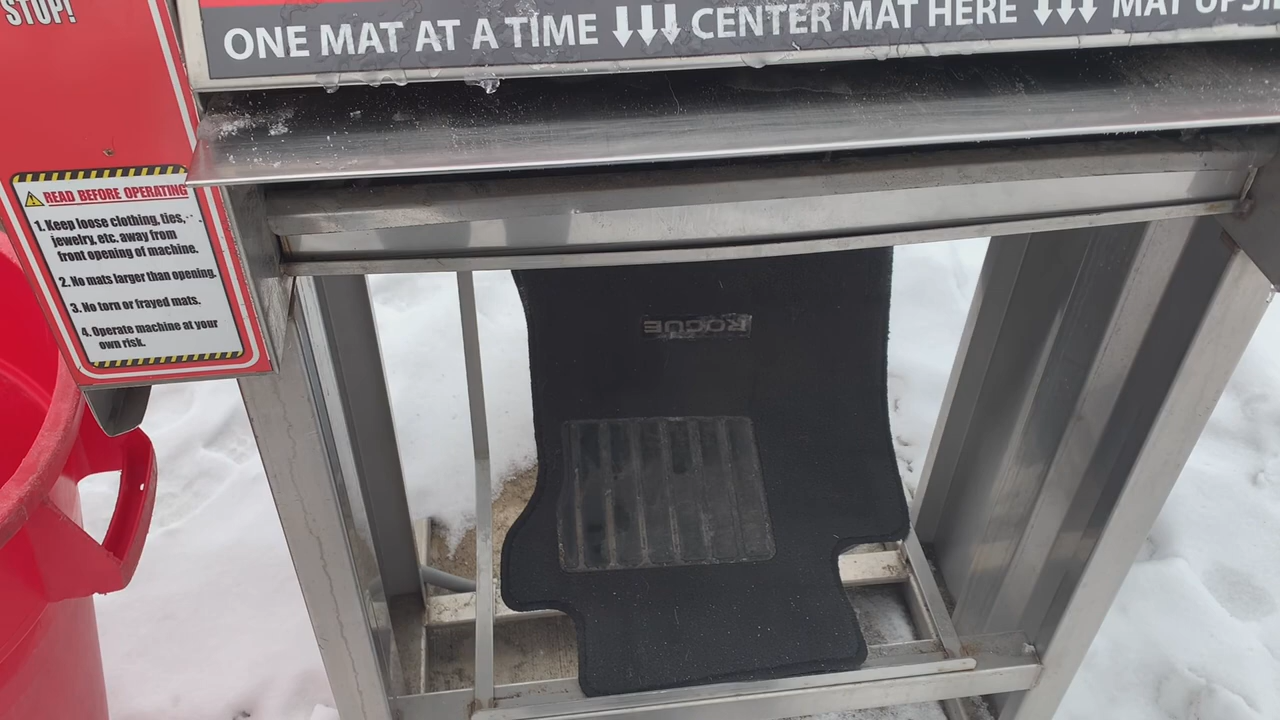 STOP!
ONE MAT AT A TIME ↓↓↓ CENTER MAT HERE ↓↓↓ MAT
READ BEFORE OPERATING
1. Keep loose clothing, ties,
jewelry, etc. away from
front opening of machine.
2. No mats larger than opening.
3. No torn or frayed mats.
4. Operate machine at your
own risk.
ROGUE